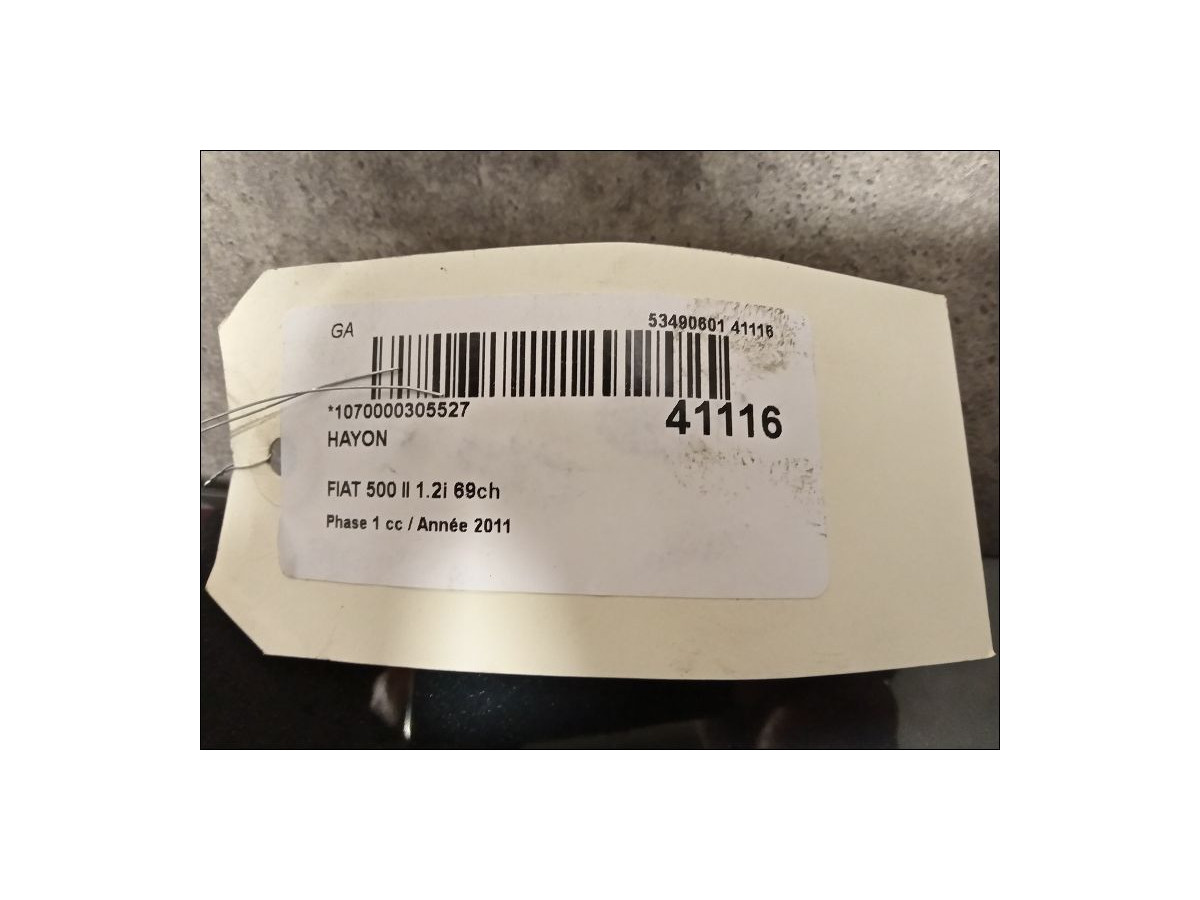 GA
53490601 41116
*1070000305527
41116
HAYON
FIAT 500 II 1.2i 69ch
Phase 1 cc / Année 2011